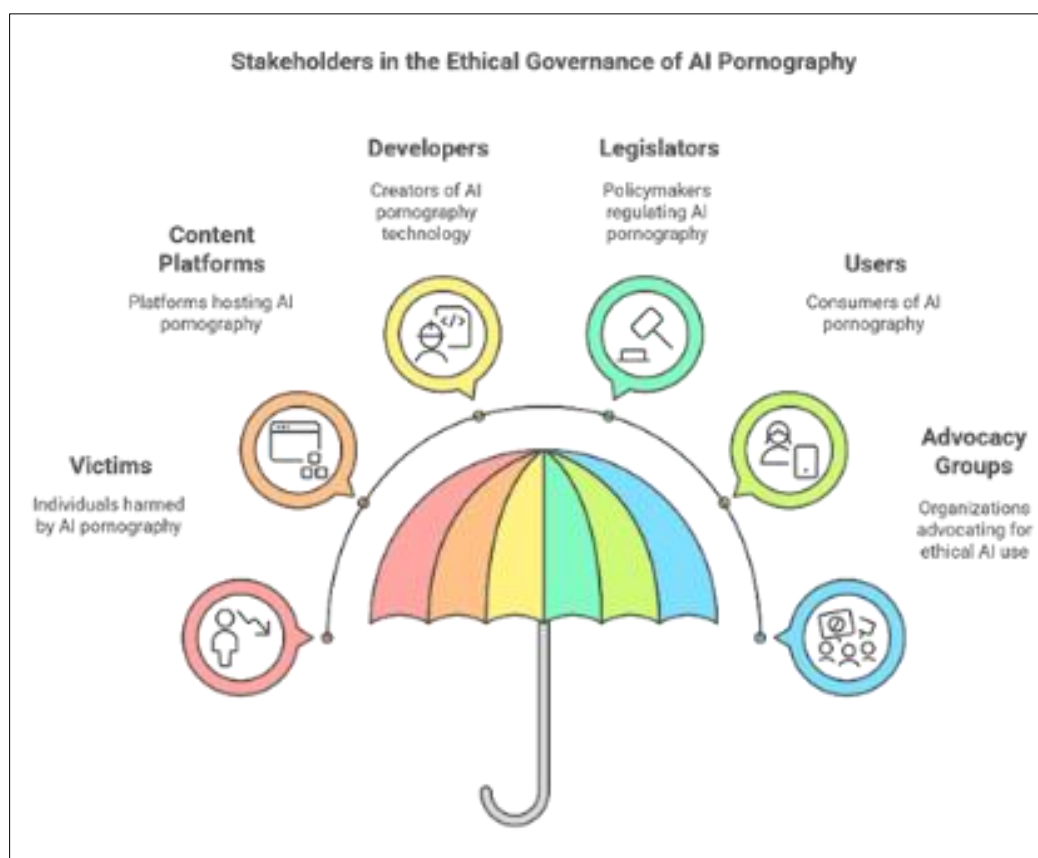 Stakeholders in the Ethical Governance of AI Pornography
Victims
Individuals harmed
by AI pornography
Content
Platforms
Platforms hosting AI
pornography
Developers
Creators of AI
pornography
technology
Legislators
Policymakers
regulating AI
pornography
Users
Consumers of AI
pornography
Advocacy
Groups
Organizations
advocating for
ethical AI use